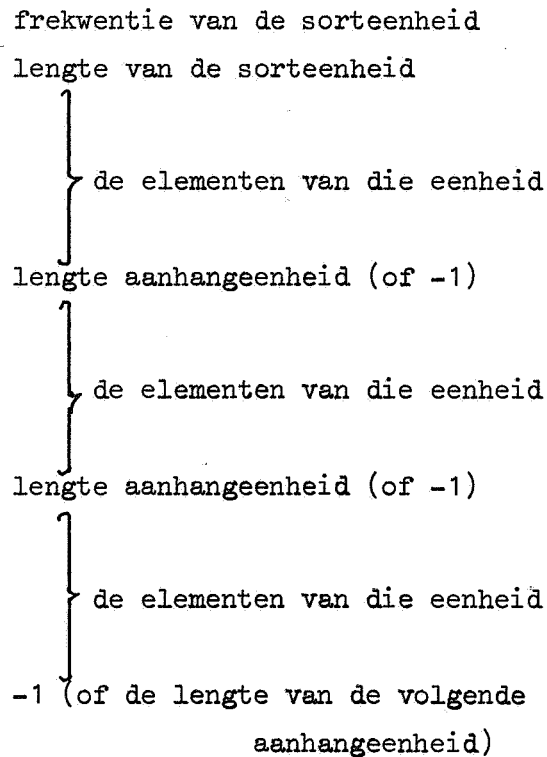 frekwentie van de sorteenheid
lengte van de sorteenheid
de elementen van die eenheid
lengte aanhangeenheid (of -1)
de elementen van die eenheid
lengte aanhangeenheid (of -1)
de elementen van die eenheid
-1 (of de lengte van de volgende
aanhangeenheid)